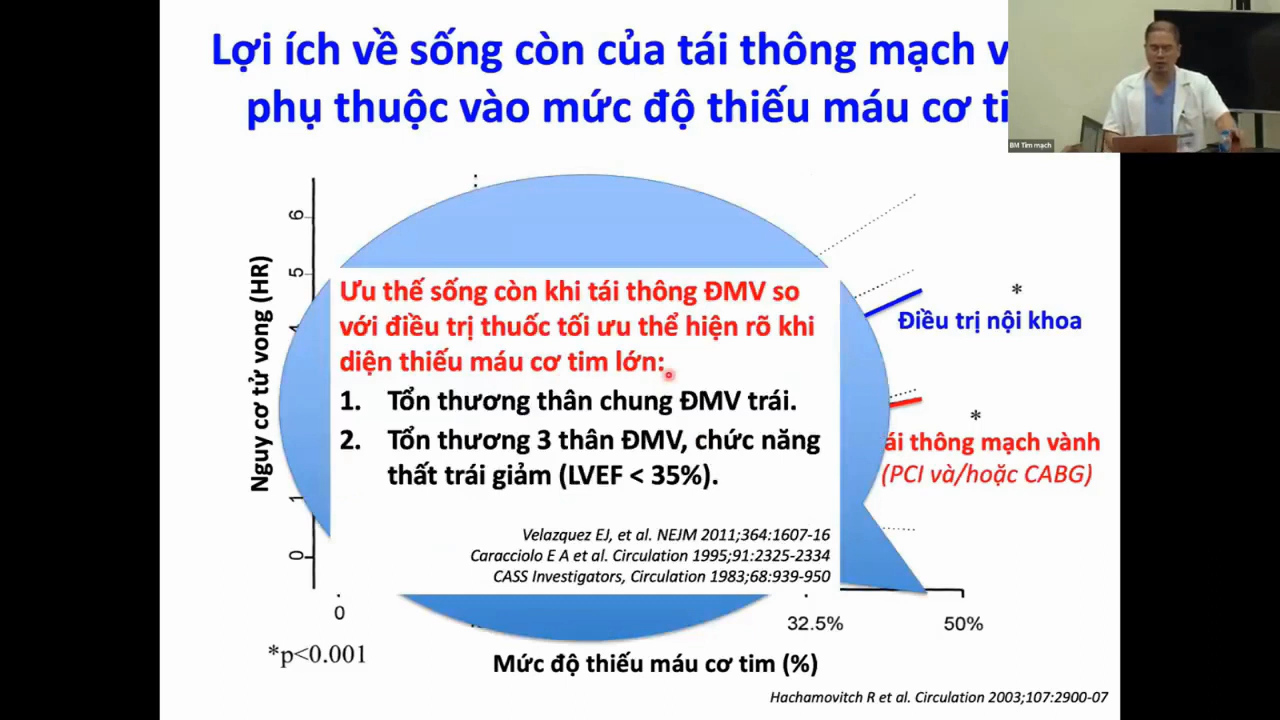 Lợi ích về sống còn của tái thông mạch v
phụ thuộc vào mức độ thiếu máu cơ ti
BM Tim mạch
Nguy cơ tử vong (HR)
6
5
1
0
Ưu thế sống còn khi tái thông ĐMV so
với điều trị thuốc tối ưu thể hiện rõ khi
diện thiếu máu cơ tim lớn:
1. Tổn thương thân chung ĐMV trái.
2. Tổn thương 3 thân ĐMV, chức năng
thất trái giảm (LVEF < 35%).
Velazquez EJ, et al. NEJM 2011;364:1607-16
Caracciolo E A et al. Circulation 1995;91:2325-2334
CASS Investigators, Circulation 1983;68:939-950
*
Điều trị nội khoa
*
ái thông mạch vành
(PCI và/hoặc CABG)
0
32.5%
50%
*p<0.001
Mức độ thiếu máu cơ tim (%)
Hachamovitch R et al. Circulation 2003;107:2900-07